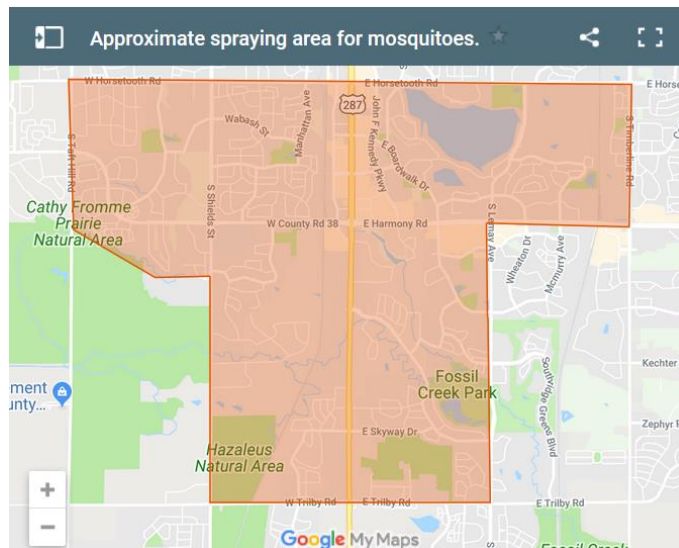 Approximate spraying area for mosquitoes.
W Horsetooth Rd
E Horsetooth Rd
E Horse
287
S Taft Hill Rd
Wabash St
Manhattan Ave
John F Kennedy Pkwy
E Boardwalk Dr
S Timberline Rd
S Shields St
Cathy Fromme
Prairie
Natural Area
W County Rd 38
E Harmony Rd
S Lemay Ave
Wheaton Dr
Mcmurry Ave
Kechter
Southridge Greens Blvd
ement
unty...
Fossil
Creek Park
Zephyr R
E Skyway Dr
Hazaleus
Natural Area
+
−
W Trilby Rd
E Trilby Rd
E Trilby Rd
Google My Maps
Fossil Creek